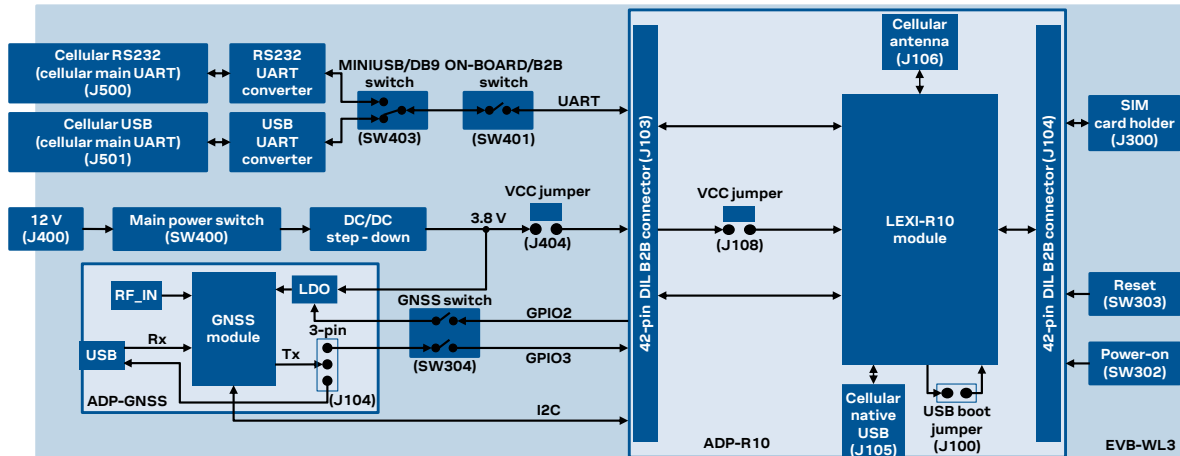 Cellular RS232
(cellular main UART)
(J500)
RS232
UART
converter
MINIUSB/DB9
switch
(SW403)
ON-BOARD/B2B
switch
(SW401)
UART
Cellular USB
(cellular main UART)
(J501)
USB
UART
converter
12 V
(J400)
Main power switch
(SW400)
DC/DC
step - down
3.8 V
VCC jumper
(J404)
RF_IN
GNSS
module
LDO
USB
Rx
Tx
3-pin
(J104)
ADP-GNSS
GNSS switch
(SW304)
GPIO2
GPIO3
I2C
42-pin DIL B2B connector (J103)
VCC jumper
(J108)
Cellular
antenna
(J106)
LEXI-R10
module
Cellular
native
USB
(J105)
USB boot
jumper
(J100)
ADP-R10
42-pin DIL B2B connector (J104)
SIM
card holder
(J300)
Reset
(SW303)
Power-on
(SW302)
EVB-WL3